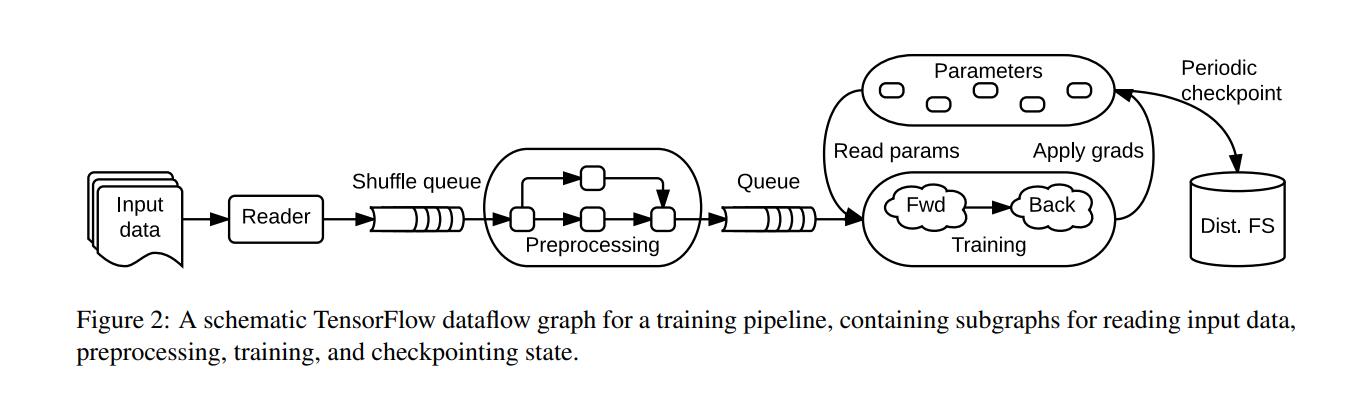 Input
data
Reader
Shuffle queue
Preprocessing
Queue
Parameters
Read params
Apply grads
Fwd
Back
Training
Periodic
checkpoint
Dist. FS
Figure 2: A schematic TensorFlow dataflow graph for a training pipeline, containing subgraphs for reading input data,
preprocessing, training, and checkpointing state.